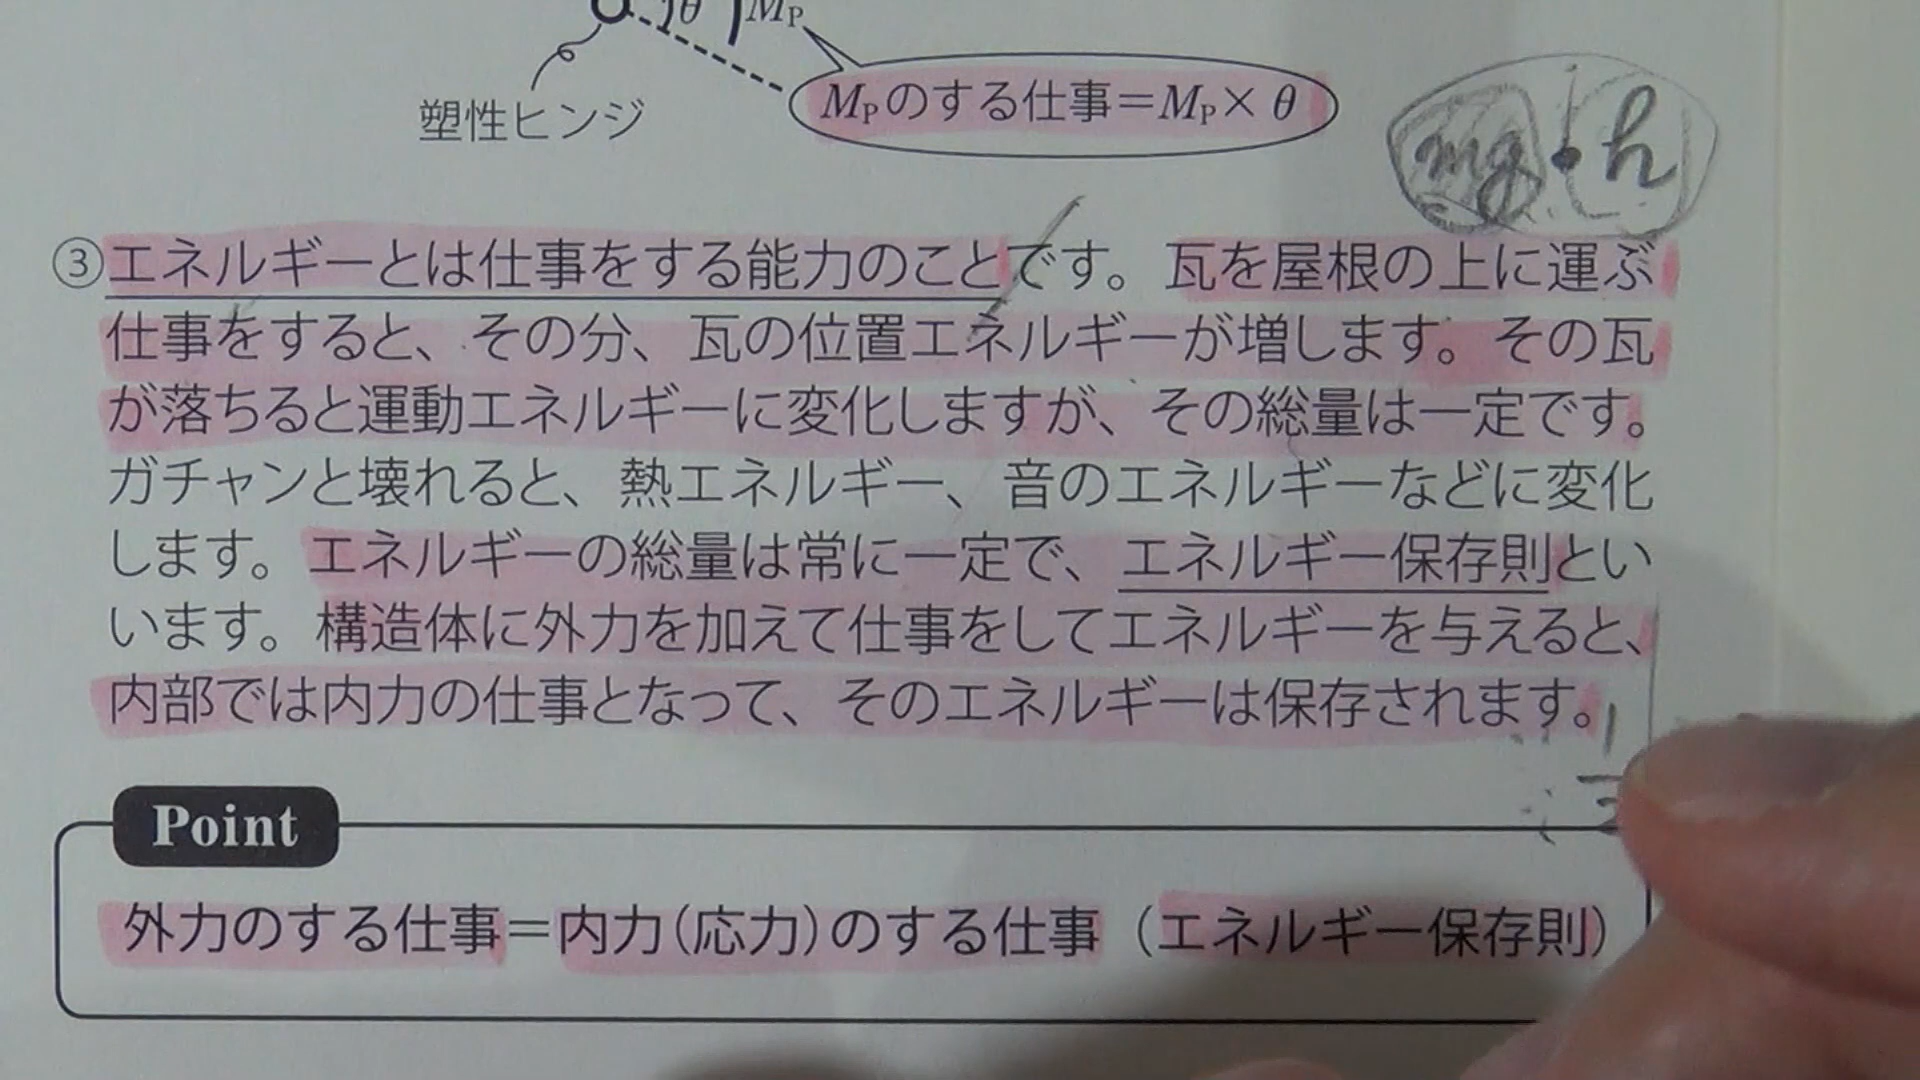 θ M_P
M_Pのする仕事＝M_P×θ
塑性ヒンジ
mg・h
③エネルギーとは仕事をする能力のことです。瓦を屋根の上に運ぶ
仕事をすると、その分、瓦の位置エネルギーが増します。その瓦
が落ちると運動エネルギーに変化しますが、その総量は一定です。
ガチャンと壊れると、熱エネルギー、音のエネルギーなどに変化
します。エネルギーの総量は常に一定で、エネルギー保存則とい
います。構造体に外力を加えて仕事をしてエネルギーを与えると、
内部では内力の仕事となって、そのエネルギーは保存されます。
Point
外力のする仕事＝内力（応力）のする仕事（エネルギー保存則）